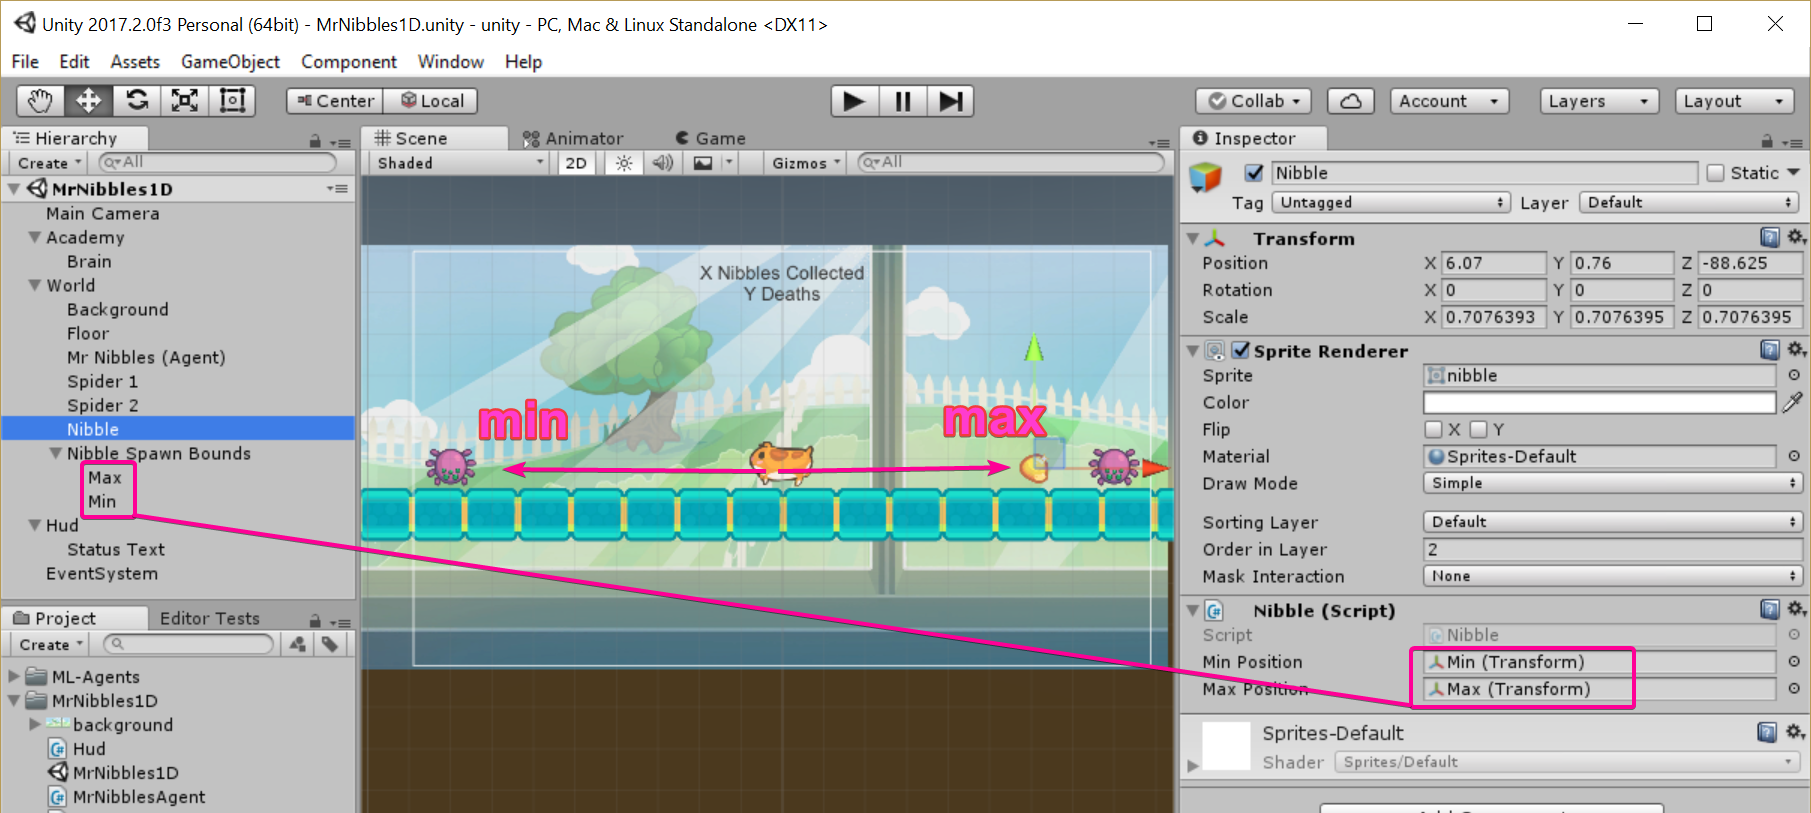 Unity 2017.2.0f3 Personal (64bit) - MrNibbles1D.unity - unity - PC, Mac & Linux Standalone <DX11>
File Edit Assets GameObject Component Window Help
Center Local Collab Account Layers Layout
Hierarchy
Create All
MrNibbles1D
Main Camera
Academy
Brain
World
Background
Floor
Mr Nibbles (Agent)
Spider 1
Spider 2
Nibble
Nibble Spawn Bounds
Max
Min
Hud
Status Text
EventSystem
Project Editor Tests
Create
ML-Agents
MrNibbles1D
background
Hud
MrNibbles1D
MrNibblesAgent
Scene Animator Game
Shaded 2D Gizmos All
X Nibbles Collected
Y Deaths
min max
Inspector
Nibble Static
Tag Untagged Layer Default
Transform
Position X 6.07 Y 0.76 Z -88.625
Rotation X 0 Y 0 Z 0
Scale X 0.7076393 Y 0.7076395 Z 0.7076395
Sprite Renderer
Sprite nibble
Color
Flip X Y
Material Sprites-Default
Draw Mode Simple
Sorting Layer Default
Order in Layer 2
Mask Interaction None
Nibble (Script)
Script Nibble
Min Position Min (Transform)
Max Position Max (Transform)
Sprites-Default
Shader Sprites/Default